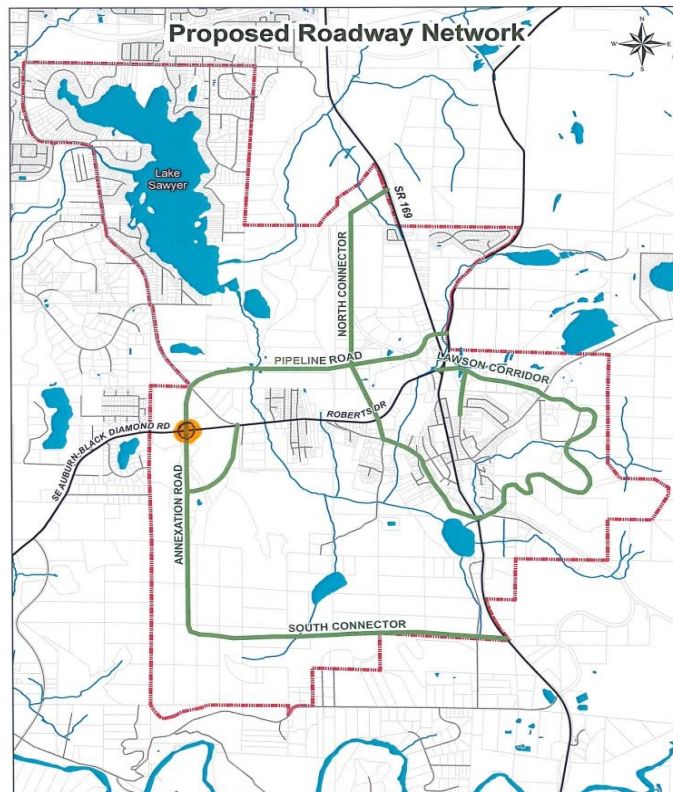 Proposed Roadway Network
N
W
E
S
Lake
Sawyer
SR 169
NORTH CONNECTOR
PIPELINE ROAD
LAWSON CORRIDOR
ROBERTS DR
SE AUBURN-BLACK DIAMOND RD
ANNEXATION ROAD
SOUTH CONNECTOR